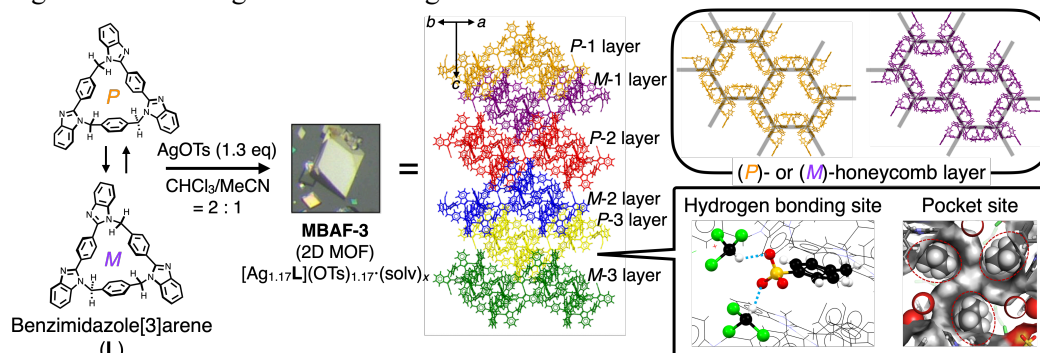 b
a
c
P-1 layer
M-1 layer
P-2 layer
M-2 layer
P-3 layer
M-3 layer
N
N
H
H
P
N
N
N
N
H
H
H
H
AgOTs (1.3 eq)
CHCl3/MeCN
= 2 : 1
=
MBAF-3
(2D MOF)
[Ag1.17L](OTs)1.17·(solv)x
N
N
H
H
M
N
N
N
N
H
H
H
H
Benzimidazole[3]arene
(L)
(P)- or (M)-honeycomb layer
Hydrogen bonding site
Pocket site